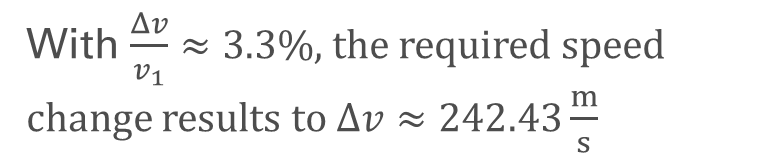 With Δv/v₁ ≈ 3.3%, the required speed
change results to Δv ≈ 242.43 m/s